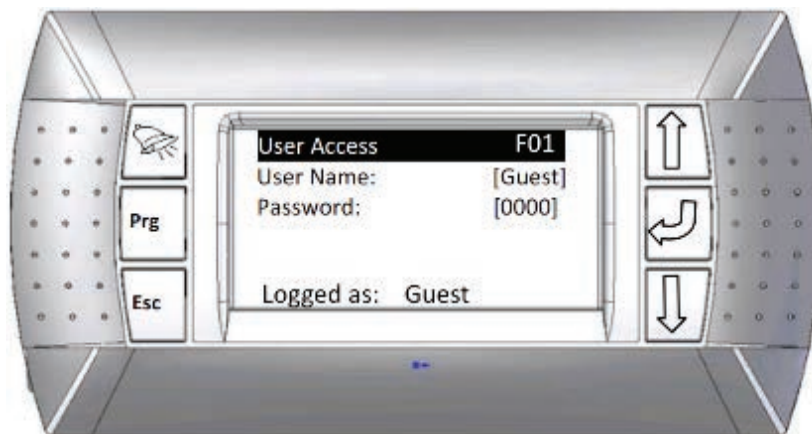 User Access F01
User Name: [Guest]
Password: [0000]
Logged as: Guest
Prg
Esc